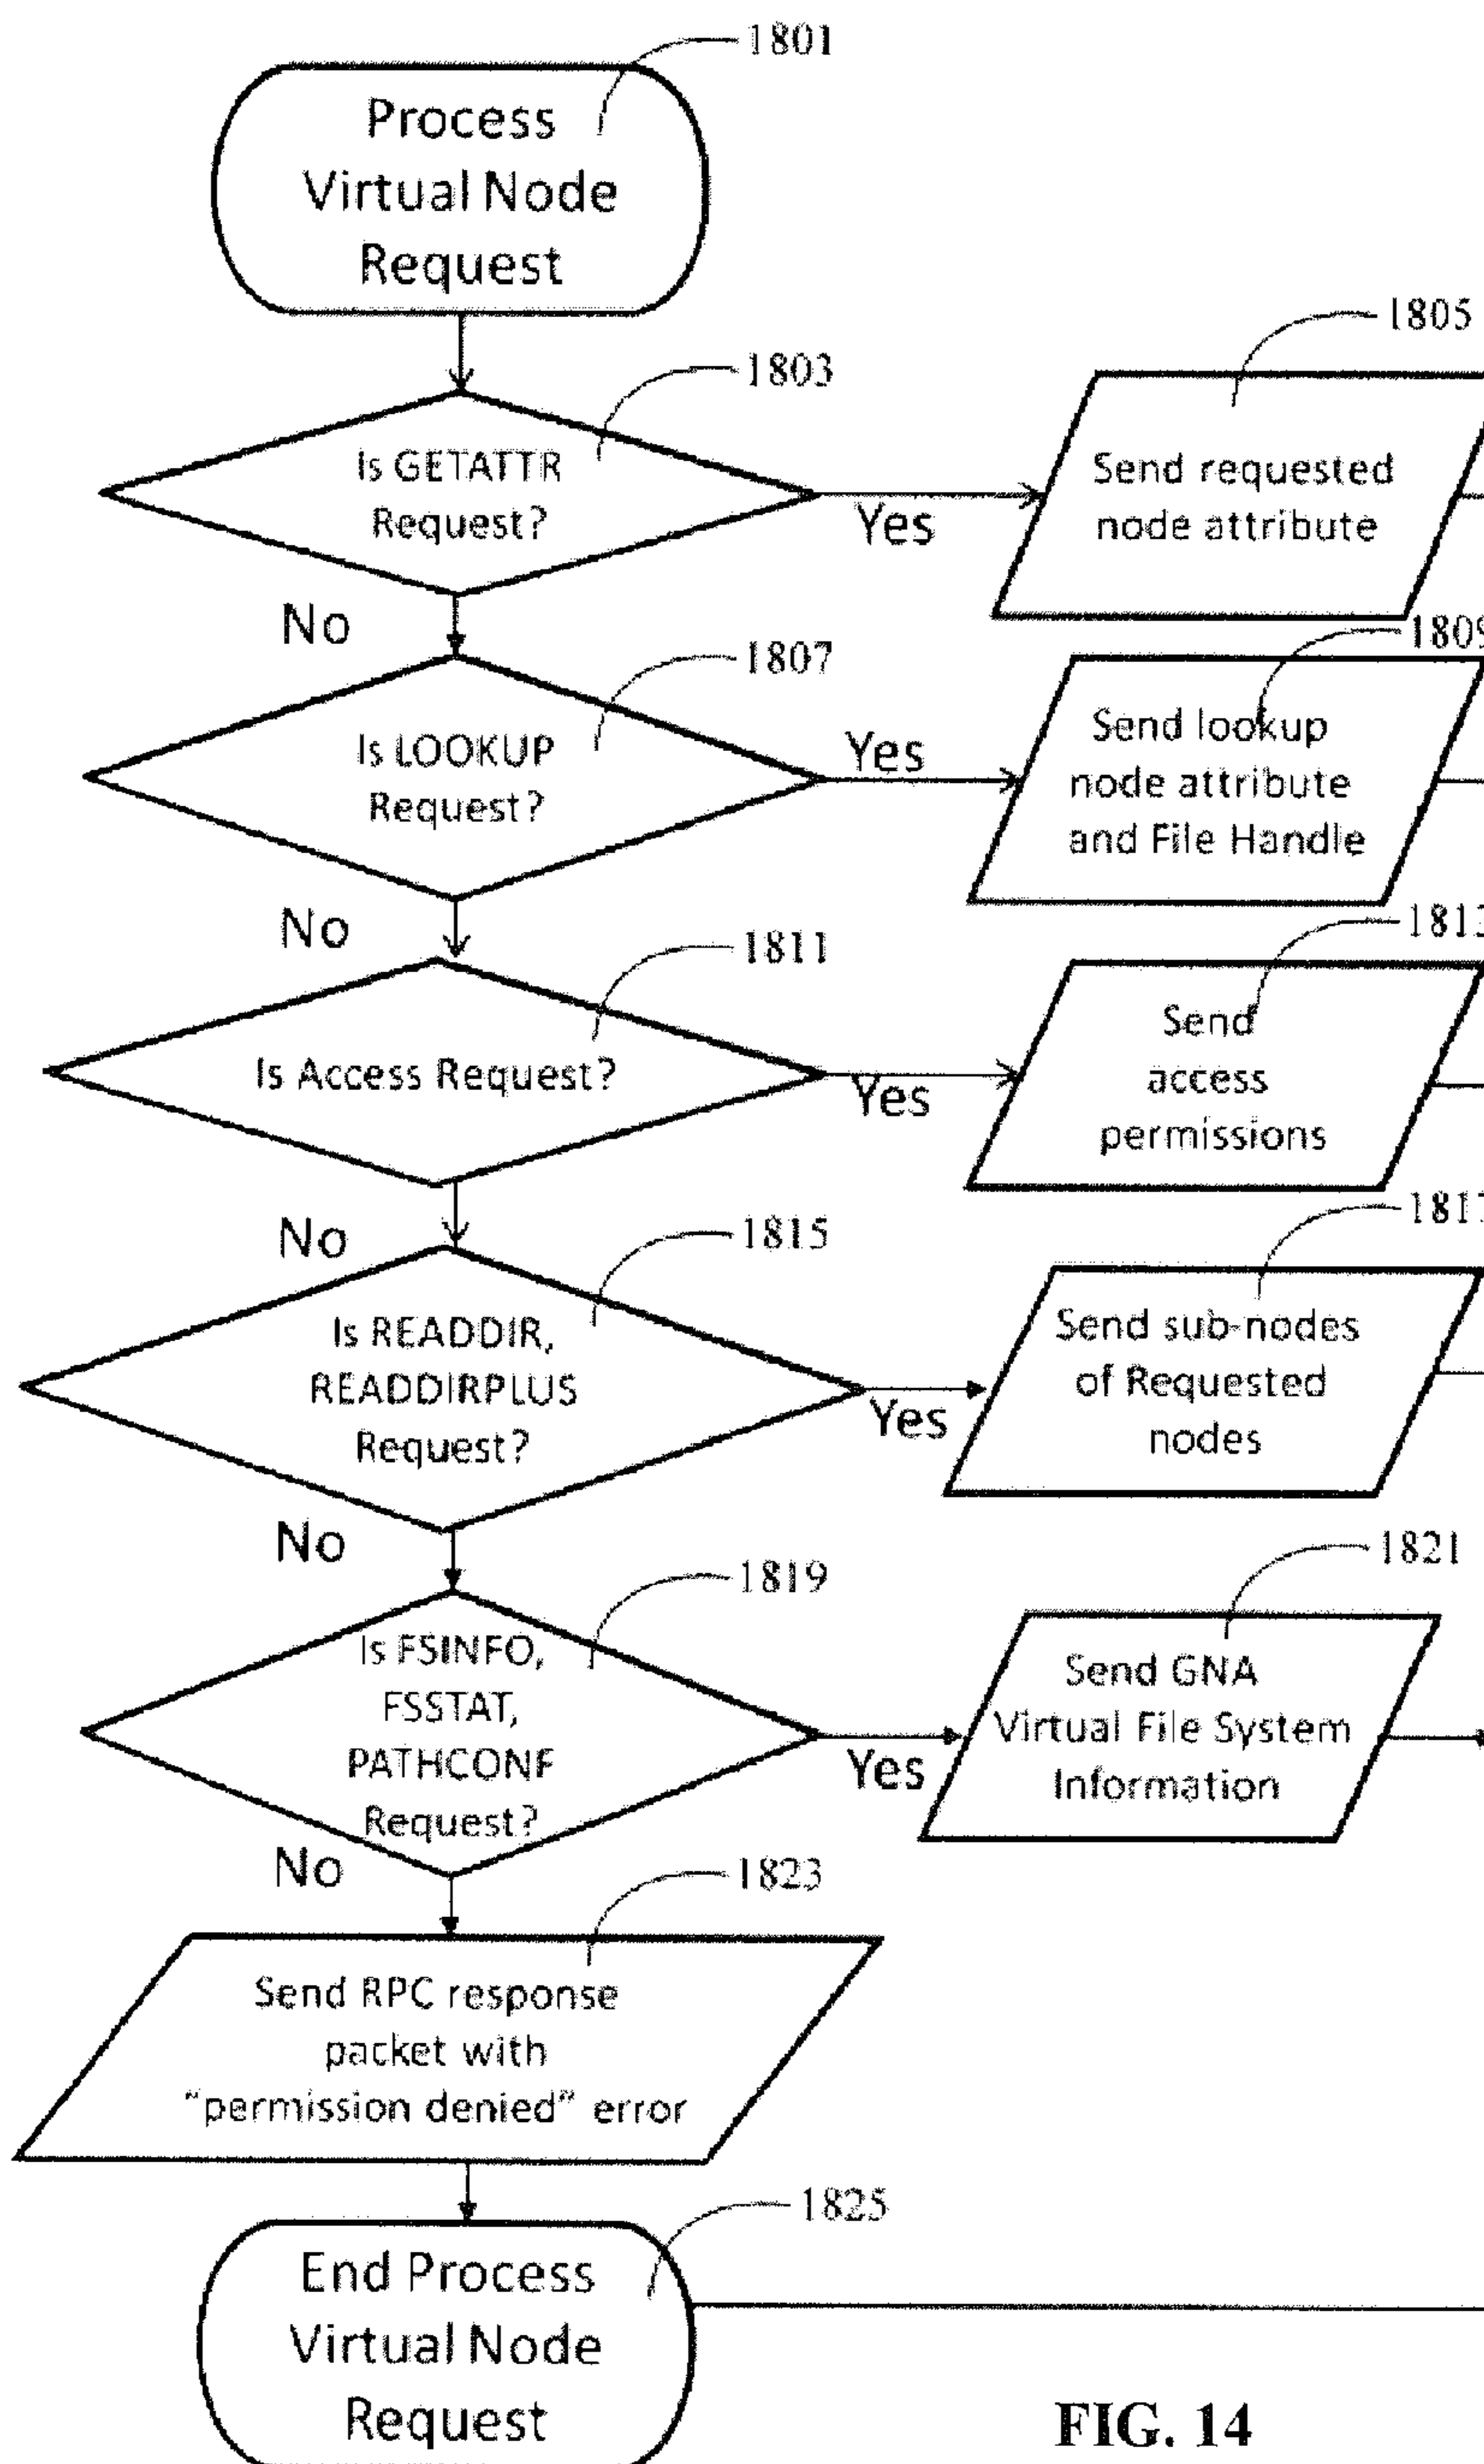 1801
Process
Virtual Node
Request
1803
Is GETATTR
Request?
Yes
1805
Send requested
node attribute
No
1807
Is LOOKUP
Request?
Yes
1809
Send lookup
node attribute
and File Handle
No
1811
Is Access Request?
Yes
1813
Send
access
permissions
No
1815
Is READDIR,
READDIRPLUS
Request?
Yes
1817
Send sub-nodes
of Requested
nodes
No
1819
Is FSINFO,
FSSTAT,
PATHCONF
Request?
Yes
1821
Send GNA
Virtual File System
Information
No
1823
Send RPC response
packet with
“permission denied” error
1825
End Process
Virtual Node
Request
FIG. 14